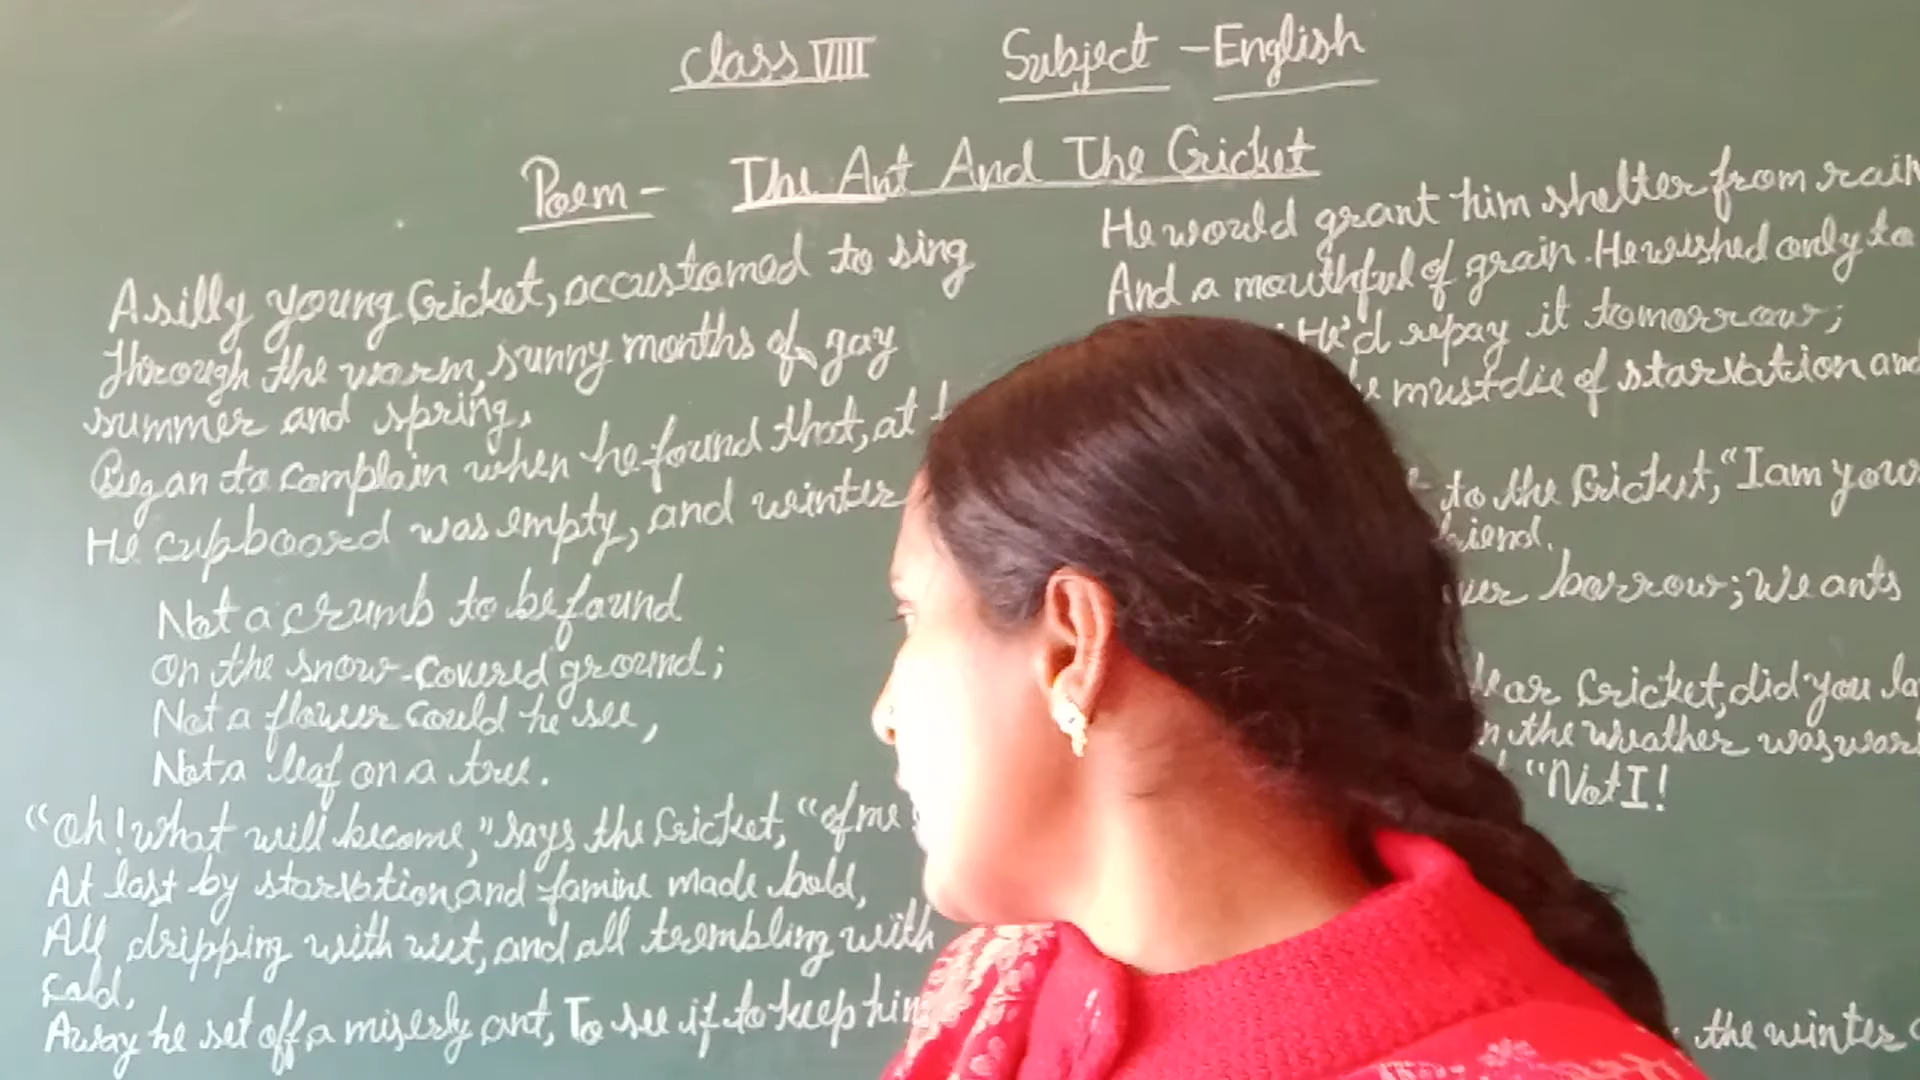 Class VIII Subject - English
Poem - The Ant And The Cricket
A silly young Cricket, accustomed to sing
through the warm, sunny months of gay
summer and spring,
Began to complain when he found that, at
He cupboard was empty, and winter
Not a crumb to be found
On the snow-covered ground;
Not a flower could he see,
Not a leaf on a tree.
"Oh! what will become," says the Cricket, "of me
At last by starvation and famine made bold,
All dripping with wet, and all trembling with
cold,
Away he set off a miserly ant, To see if to keep him
He would grant him shelter from rain
And a mouthful of grain. He wished only to
He'd repay it tomorrow;
must die of starvation and
to the Cricket, "I am your
friend.
borrow; we ants
Cricket, did you
the weather was
"Not I!
the winter